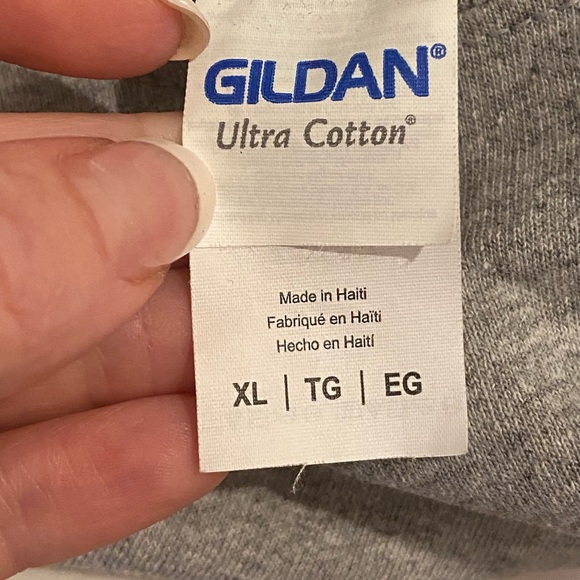 GILDAN®
Ultra Cotton®
Made in Haiti
Fabriqué en Haïti
Hecho en Haití
XL | TG | EG